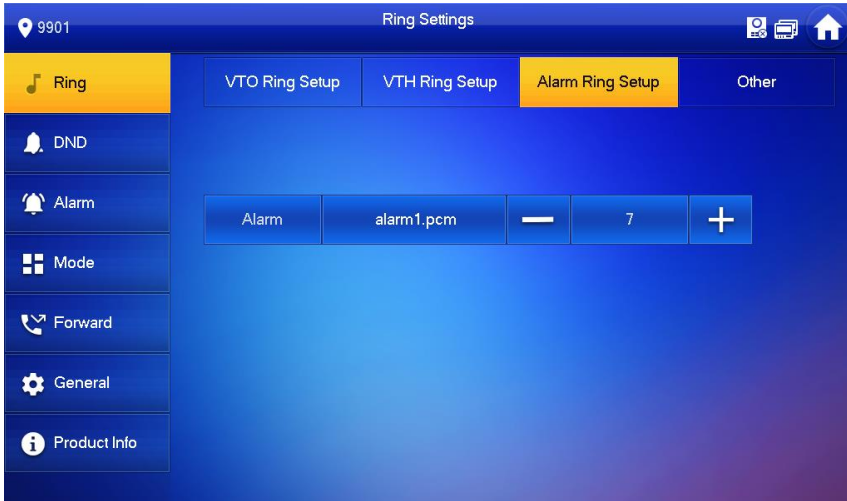 9901
Ring Settings
Ring
VTO Ring Setup
VTH Ring Setup
Alarm Ring Setup
Other
DND
Alarm
Alarm
alarm1.pcm
7
Mode
Forward
General
Product Info